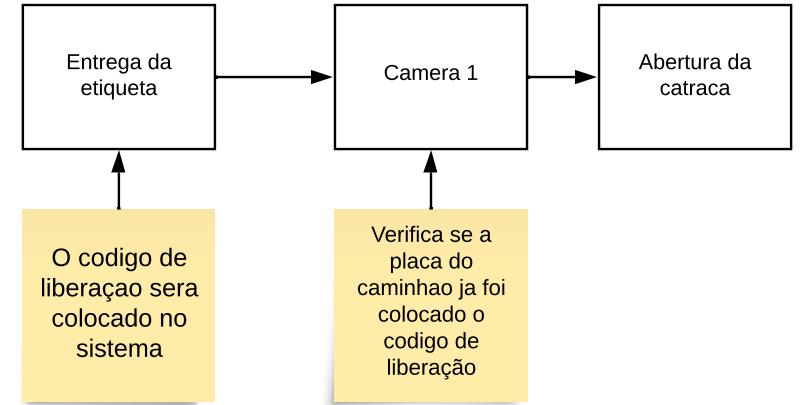 Entrega da
etiqueta
Camera 1
Abertura da
catraca
O codigo de
liberaçao sera
colocado no
sistema
Verifica se a
placa do
caminhao ja foi
colocado o
codigo de
liberação